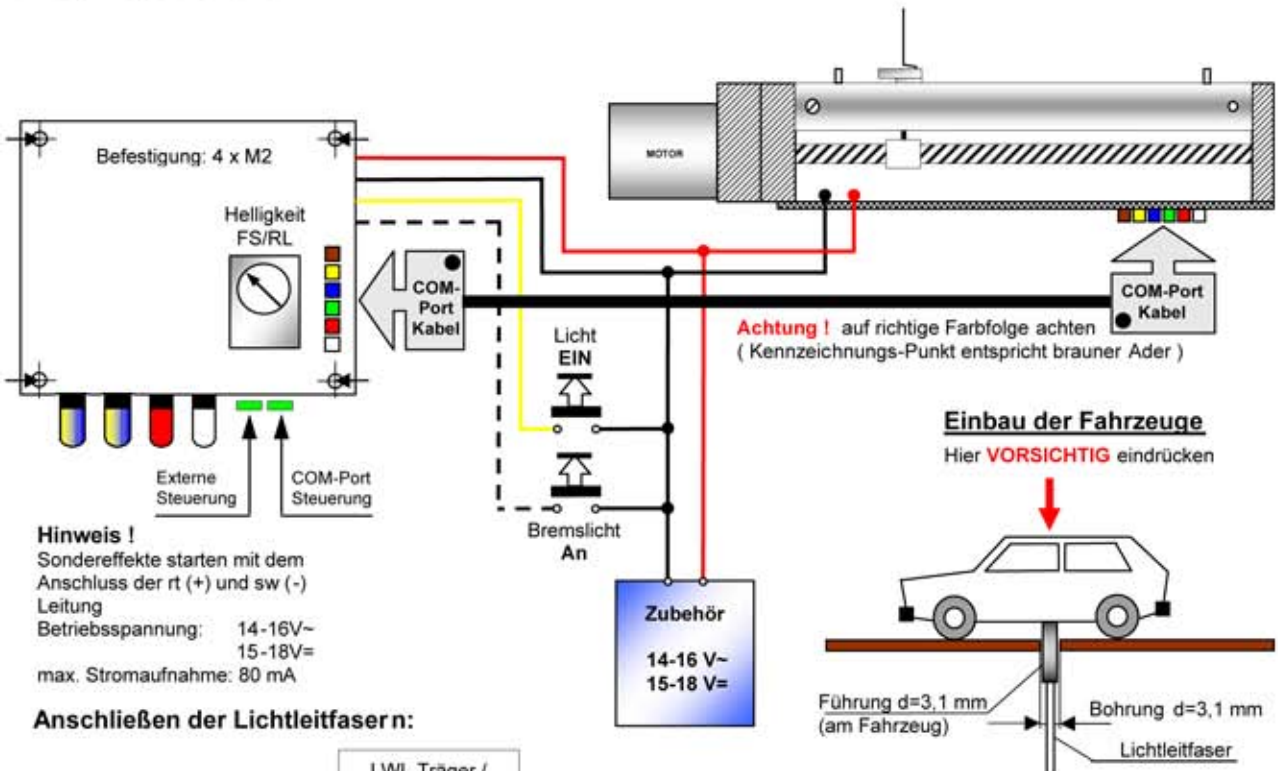 MOTOR
Befestigung: 4 x M2
Helligkeit
FS/RL
COM-
Port
Kabel
COM-Port
Kabel
Achtung ! auf richtige Farbfolge achten
( Kennzeichnungs-Punkt entspricht brauner Ader )
Licht
EIN
Bremslicht
An
Externe
Steuerung
COM-Port
Steuerung
Hinweis !
Sondereffekte starten mit dem
Anschluss der rt (+) und sw (-)
Leitung
Betriebsspannung: 14-16V~
15-18V=
max. Stromaufnahme: 80 mA
Zubehör
14-16 V~
15-18 V=
Einbau der Fahrzeuge
Hier VORSICHTIG eindrücken
Führung d=3,1 mm
(am Fahrzeug)
Bohrung d=3,1 mm
Lichtleitfaser
Anschließen der Lichtleitfasern:
LWL Träger /